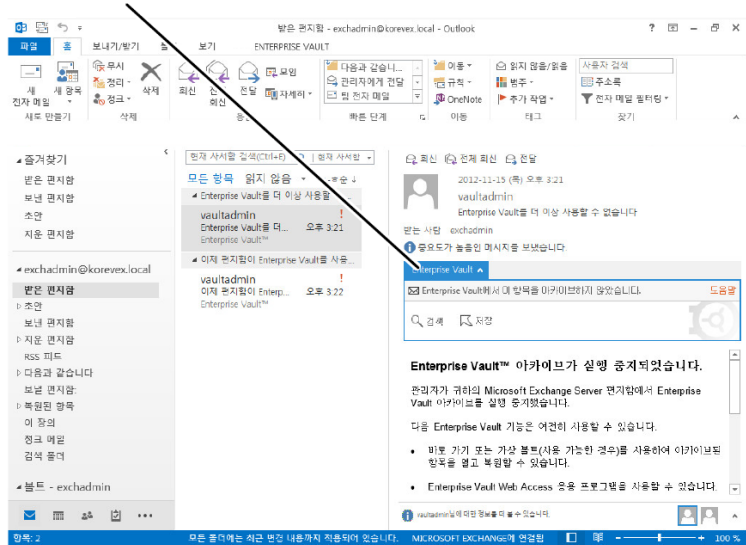 받은 편지함 - exchadmin@korevex.local - Outlook
파일 홈 보내기/받기 보기 ENTERPRISE VAULT
새 전자 메일
새 항목
무시
정리
정크
삭제
회신
전체 회신
전달
모임
자세히
다음과 같습니...
관리자에게 전달
팀 전자 메일
이동
규칙
OneNote
읽지 않음/읽음
범주
추가 작업
사용자 검색
주소록
전자 메일 필터링
새로 만들기 삭제 빠른 단계 이동 태그 찾기
즐겨찾기
받은 편지함
보낸 편지함
초안
지운 편지함
exchadmin@korevex.local
받은 편지함
초안
보낸 편지함
지운 편지함
RSS 피드
다음과 같습니다
보낼 편지함
복원된 항목
이 장의
정크 메일
검색 폴더
볼트 - exchadmin
현재 사서함 검색(Ctrl+E) 현재 사서함
모든 항목 읽지 않음
Enterprise Vault를 더 이상 사용할
vaultadmin !
Enterprise Vault를 더... 오후 3:21
Enterprise Vault™
이제 편지함이 Enterprise Vault를 사용...
vaultadmin !
이제 편지함이 Enterp... 오후 3:22
Enterprise Vault™
회신 전체 회신 전달
2012-11-15 (목) 오후 3:21
vaultadmin
Enterprise Vault를 더 이상 사용할 수 없습니다
받는 사람 exchadmin
중요도가 높음인 메시지를 보냈습니다.
Enterprise Vault
Enterprise Vault에서 이 항목을 아카이브하지 않았습니다. 도움말
검색 저장
Enterprise Vault™ 아카이브가 실행 중지되었습니다.
관리자가 귀하의 Microsoft Exchange Server 편지함에서 Enterprise
Vault 아카이브를 실행 중지했습니다.
다음 Enterprise Vault 기능은 여전히 사용할 수 있습니다.
• 바로 가기 또는 가상 볼트(사용 가능한 경우)를 사용하여 아카이브된
항목을 열고 복원할 수 있습니다.
• Enterprise Vault Web Access 응용 프로그램을 사용할 수 있습니다.
vaultadmin님에 대한 정보를 더 볼 수 있습니다.
항목: 2 모든 폴더에는 최근 변경 내용까지 적용되어 있습니다. MICROSOFT EXCHANGE에 연결됨 100 %